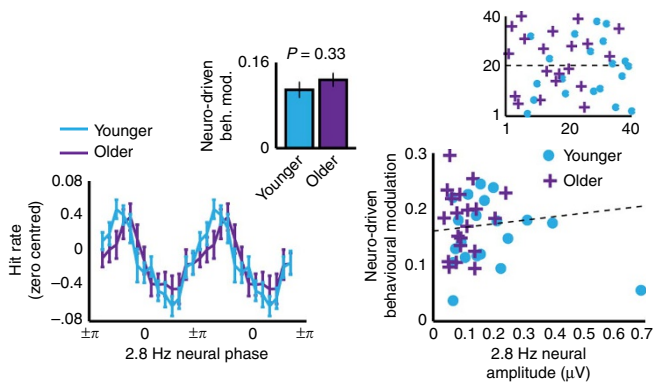 Younger
Older
0.08
0.4
0
−0.4
−.08
Hit rate
(zero centred)
±π
0
±π
0
±π
2.8 Hz neural phase
P = 0.33
0.16
0
Neuro-driven
beh. mod.
Younger
Older
40
20
1
1
20
40
Younger
Older
0.3
0.2
0.1
0
Neuro-driven
behavioural modulation
0
0.1
0.2
0.3
0.4
0.5
0.6
0.7
2.8 Hz neural
amplitude (μV)